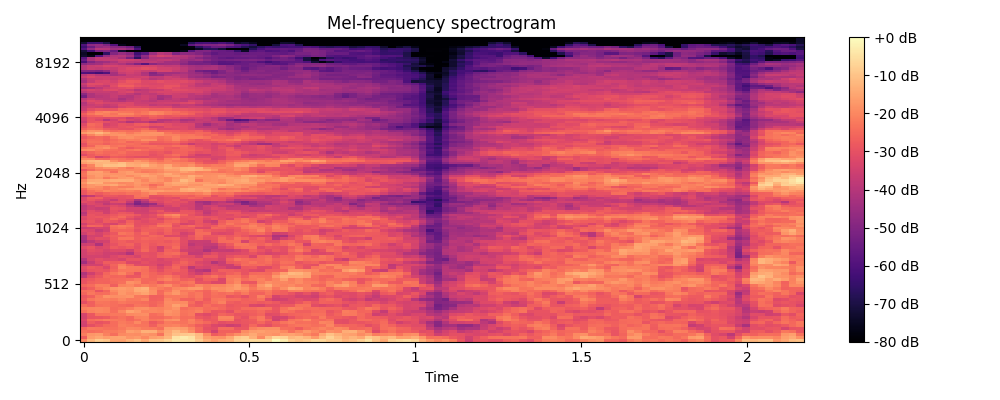 Mel-frequency spectrogram
Hz
8192
4096
2048
1024
512
0
0
0.5
1
1.5
2
Time
+0 dB
-10 dB
-20 dB
-30 dB
-40 dB
-50 dB
-60 dB
-70 dB
-80 dB